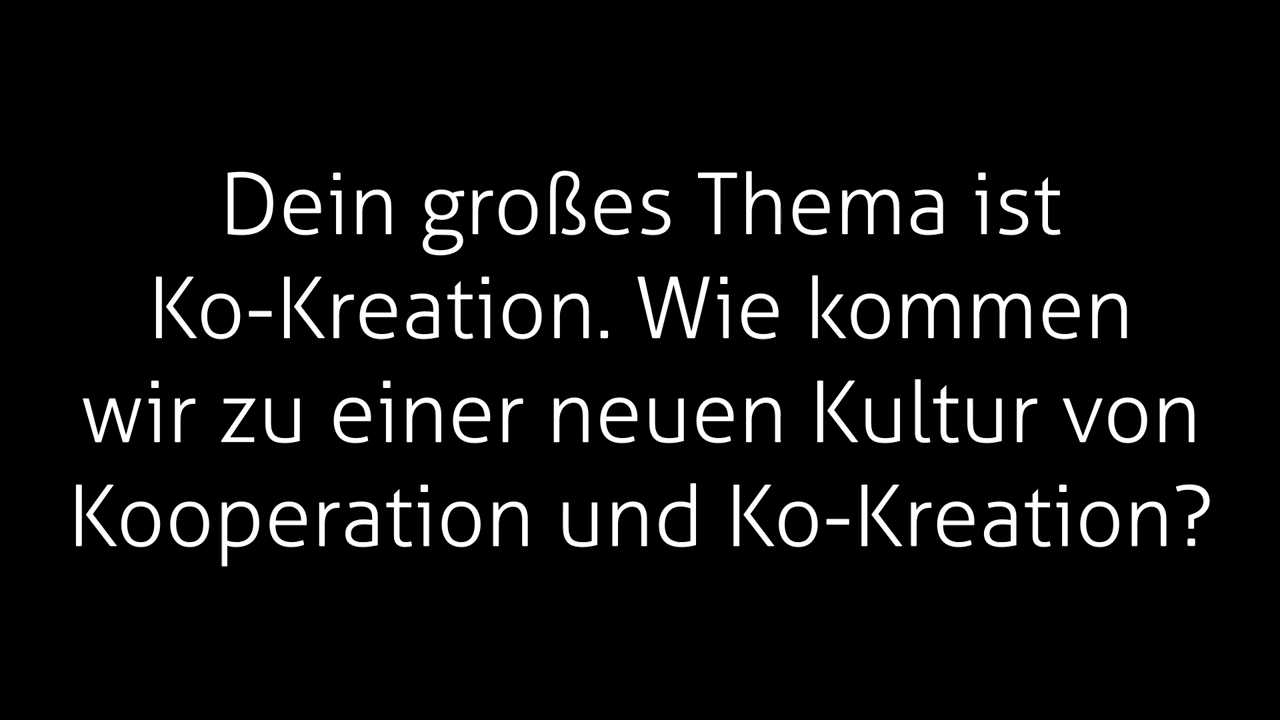 Dein großes Thema ist
Ko-Kreation. Wie kommen
wir zu einer neuen Kultur von
Kooperation und Ko-Kreation?